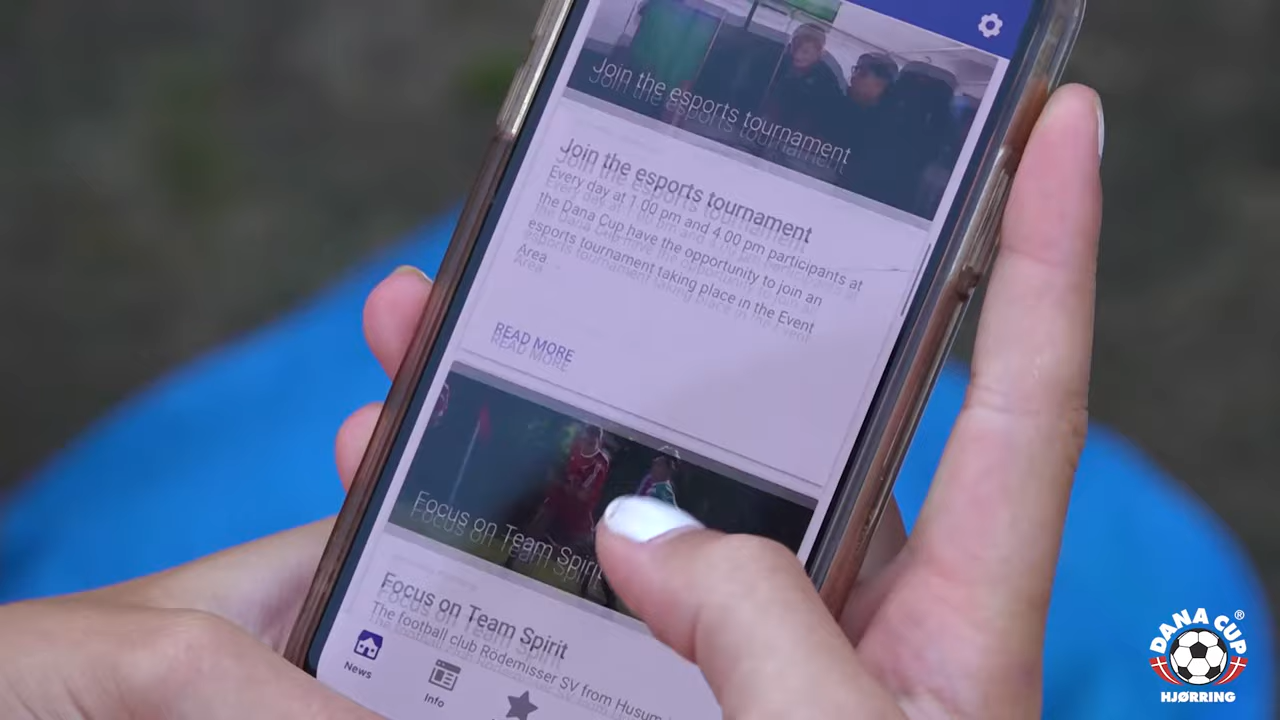 Join the esports tournament
Join the esports tournament
Every day at 1.00 pm and 4.00 pm participants at
the Dana Cup have the opportunity to join an
esports tournament taking place in the Event
Area
READ MORE
Focus on Team Spirit
Focus on Team Spirit
The football club Rodemisser SV from Husum
News
Info
DANA CUP®
HJØRRING